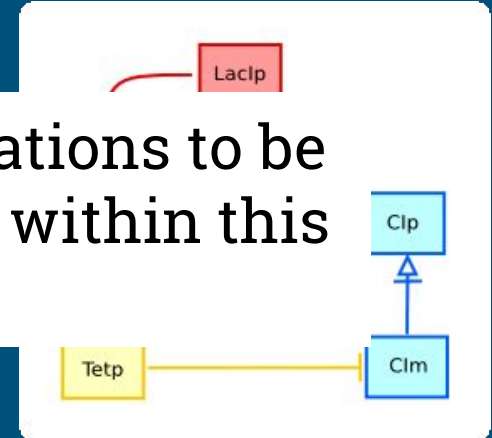 LacIp
ations to be
within this
CIp
Tetp
CIm